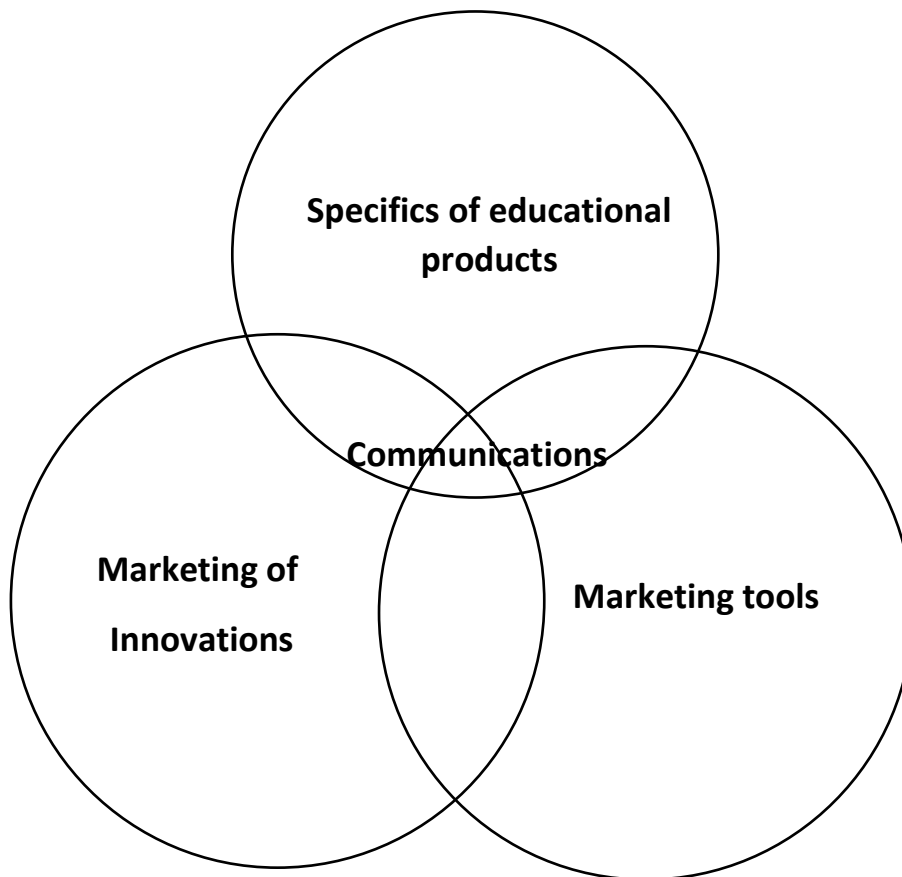 Specifics of educational
products
Communications
Marketing of
Innovations
Marketing tools